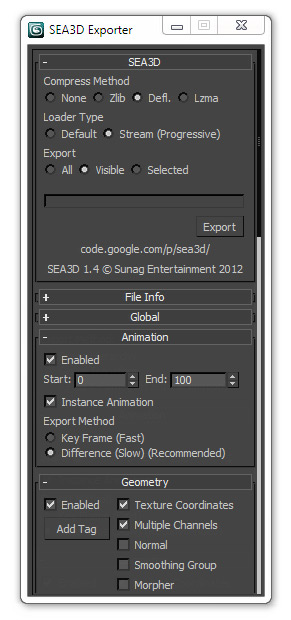 SEA3D Exporter
- SEA3D
Compress Method
None Zlib Defl. Lzma
Loader Type
Default Stream (Progressive)
Export
All Visible Selected
Export
code.google.com/p/sea3d/
SEA3D 1.4 © Sunag Entertainment 2012
+ File Info
+ Global
- Animation
Enabled
Start: 0 End: 100
Instance Animation
Export Method
Key Frame (Fast)
Difference (Slow) (Recommended)
- Geometry
Enabled Texture Coordinates
Add Tag Multiple Channels
Normal
Smoothing Group
Morpher